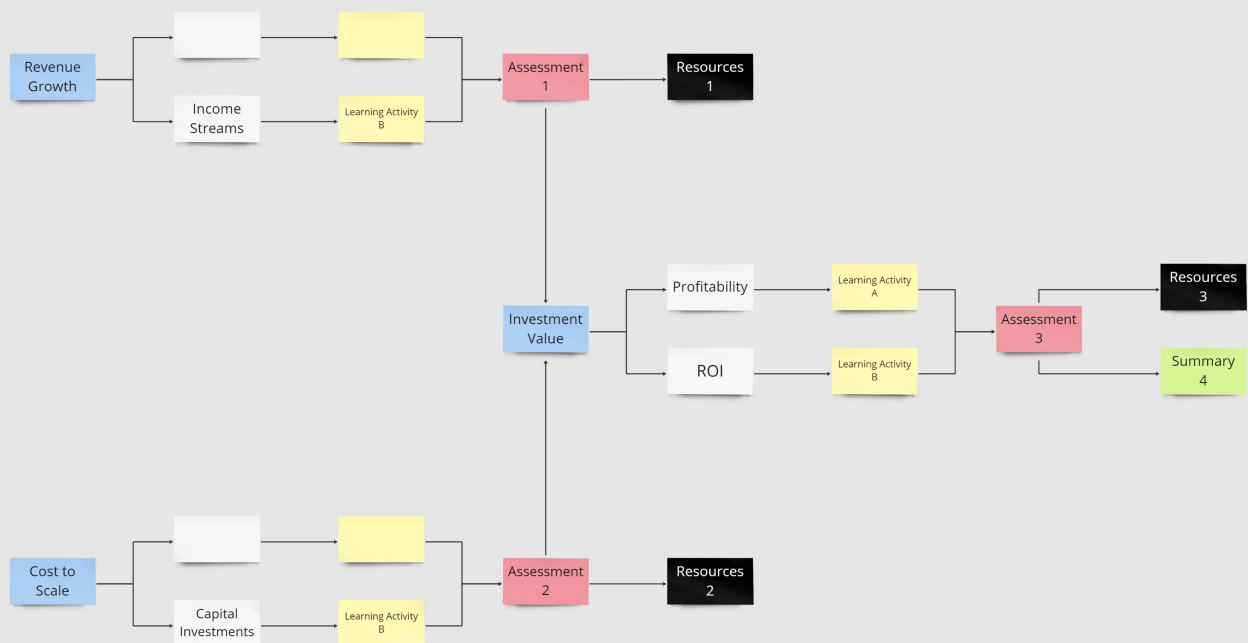 Revenue
Growth
Income
Streams
Learning Activity
B
Assessment
1
Resources
1
Investment
Value
Profitability
Learning Activity
A
ROI
Learning Activity
B
Assessment
3
Resources
3
Summary
4
Cost to
Scale
Capital
Investments
Learning Activity
B
Assessment
2
Resources
2